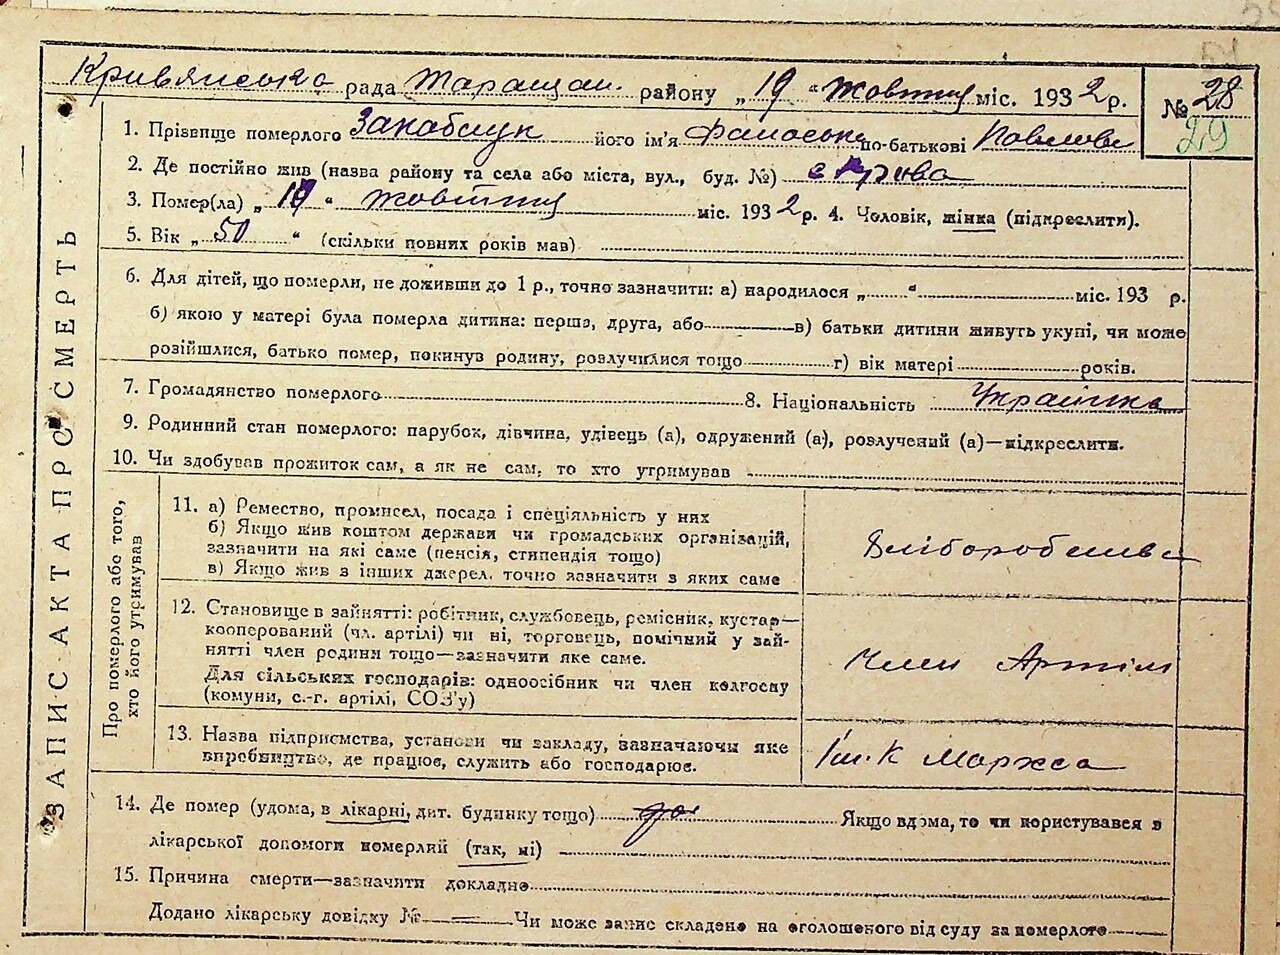 Кривянська рада Таращан. району „19 “ жовтня міс. 1932 р. № 28
29
1. Прізвище померлого Закаблук його ім'я по-батькові Павловн
2. Де постійно жив (назва району та села або міста, вул., буд. №) с Крива
3. Помер(ла) „ 19 “ жовтня міс. 1932 р. 4. Чоловік, жінка (підкреслити).
5. Вік „ 50 “ (скільки повних років мав)
6. Для дітей, що померли, не доживши до 1 р., точно зазначити: а) народилося „ “ міс. 193 р.
б) якою у матері була померла дитина: перша, друга, або в) батьки дитини живуть укупі, чи може
розійшлися, батько помер, покинув родину, розлучилися тощо г) вік матері років.
7. Громадянство померлого 8. Національність Українка
9. Родинний стан померлого: парубок, дівчина, удівець (а), одружений (а), розлучений (а)—підкреслити.
10. Чи здобував прожиток сам, а як не сам, то хто утримував
ЗАПИС АКТА ПРО СМЕРТЬ
Про померлого або того,
хто його утримував
11. а) Ремество, промисел, посада і спеціяльність у них
б) Якщо жив коштом держави чи громадських організацій,
зазначити на які саме (пенсія, стипендія тощо)
в) Якщо жив з інших джерел, точно зазначити з яких саме
12. Становище в зайнятті: робітник, службовець, ремісник, кустар—
кооперований (чл. артілі) чи ні, торговець, помічний у зай-
нятті член родини тощо—зазначити яке саме.
Для сільських господарів: одноосібник чи член колгоспу
(комуни, с.-г. артілі, СОЗ'у)
член Артіли
13. Назва підприємства, установи чи закладу, зазначаючи яке
виробництво, де працює, служить або господарює.
Ім. К Маркса
14. Де помер (удома, в лікарні, дит. будинку тощо) Якщо вдома, то чи користувався з
лікарської допомоги померлий (так, ні)
15. Причина смерти—зазначити докладно
Додано лікарську довідку № — Чи може запис складено на оголошеного від суду за померлого